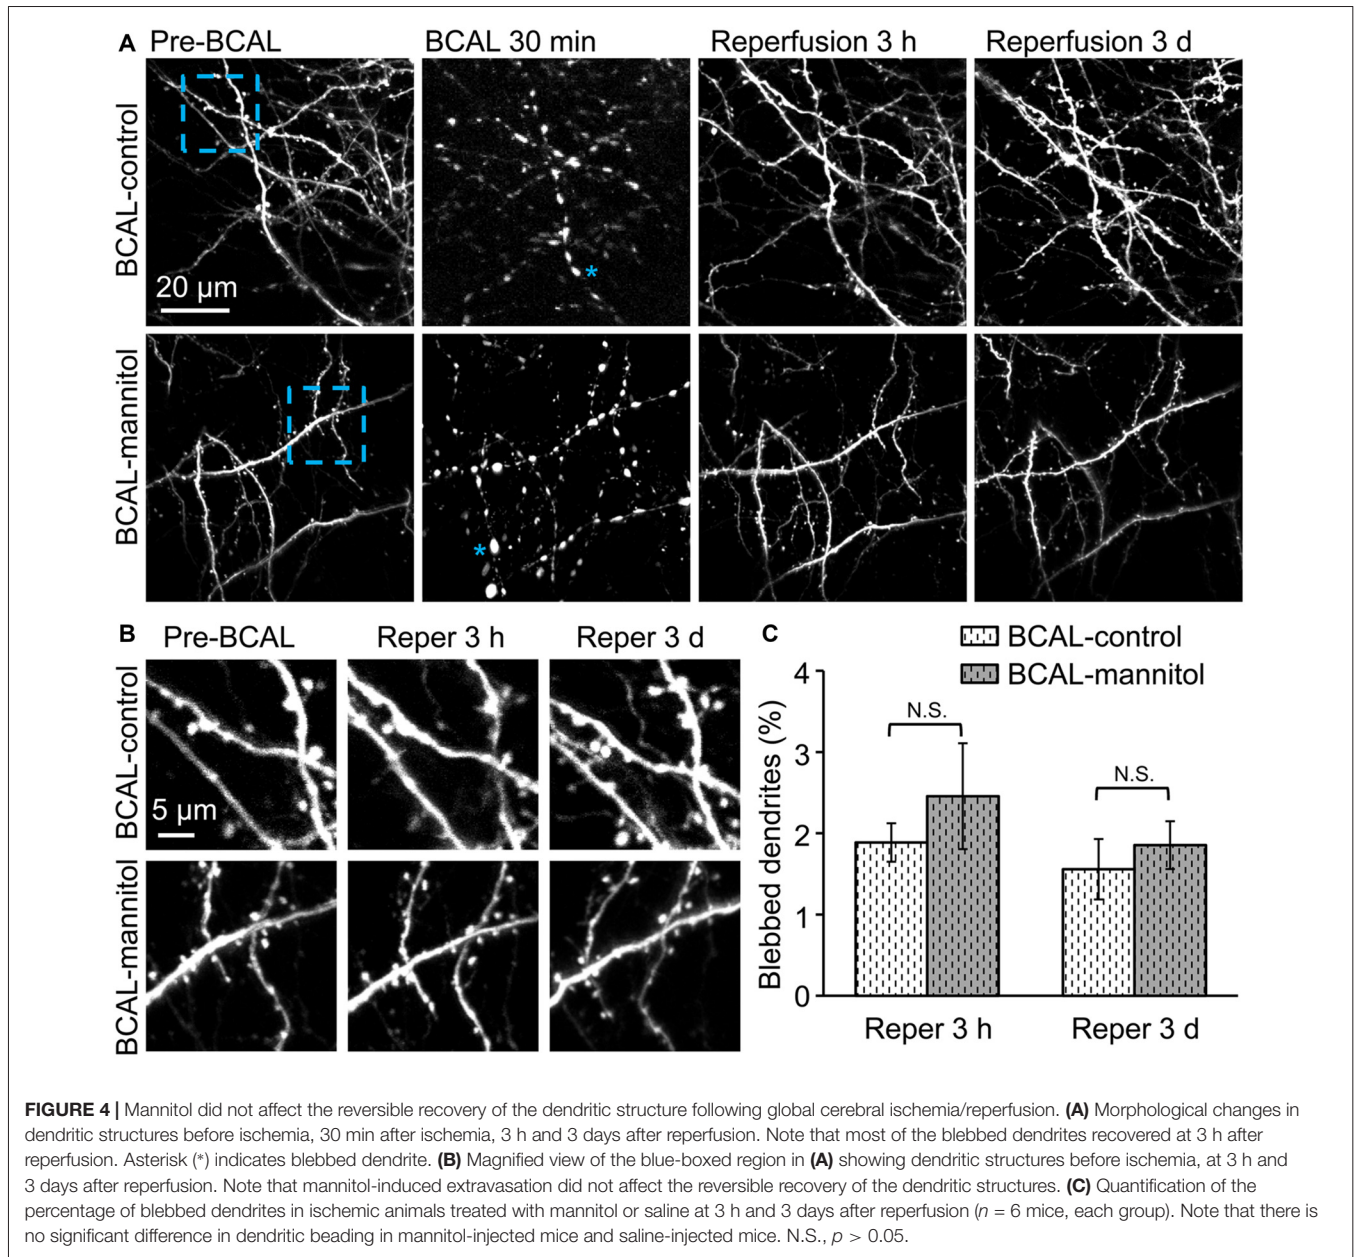 A Pre-BCAL BCAL 30 min Reperfusion 3 h Reperfusion 3 d
BCAL-control
20 µm
*
BCAL-mannitol
*
B Pre-BCAL Reper 3 h Reper 3 d
BCAL-control
5 µm
BCAL-mannitol
C
BCAL-control
BCAL-mannitol
Blebbed dendrites (%)
4
3
2
1
0
N.S.
N.S.
Reper 3 h Reper 3 d
FIGURE 4 | Mannitol did not affect the reversible recovery of the dendritic structure following global cerebral ischemia/reperfusion. (A) Morphological changes in
dendritic structures before ischemia, 30 min after ischemia, 3 h and 3 days after reperfusion. Note that most of the blebbed dendrites recovered at 3 h after
reperfusion. Asterisk (*) indicates blebbed dendrite. (B) Magnified view of the blue-boxed region in (A) showing dendritic structures before ischemia, at 3 h and
3 days after reperfusion. Note that mannitol-induced extravasation did not affect the reversible recovery of the dendritic structures. (C) Quantification of the
percentage of blebbed dendrites in ischemic animals treated with mannitol or saline at 3 h and 3 days after reperfusion (n = 6 mice, each group). Note that there is
no significant difference in dendritic beading in mannitol-injected mice and saline-injected mice. N.S., p > 0.05.